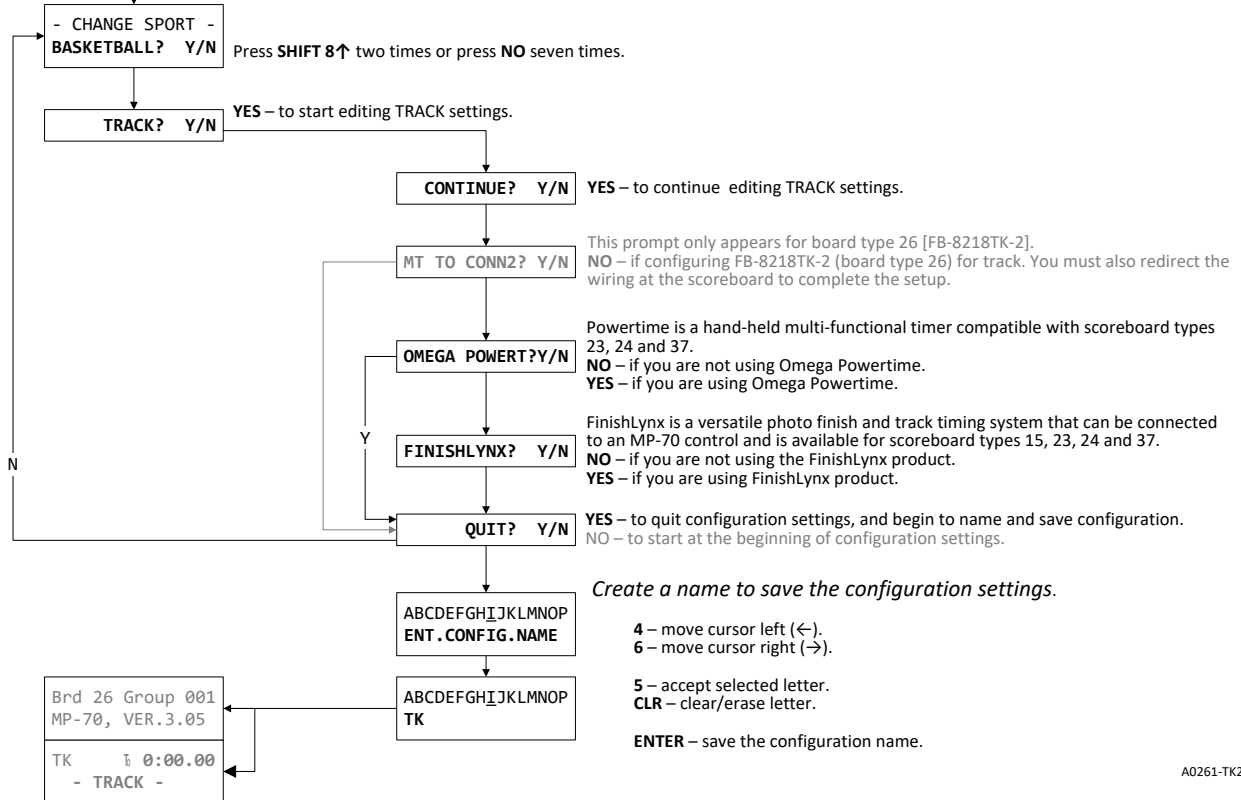 - CHANGE SPORT -
BASKETBALL? Y/N
Press SHIFT 8↑ two times or press NO seven times.
TRACK? Y/N
YES – to start editing TRACK settings.
CONTINUE? Y/N
YES – to continue editing TRACK settings.
MT TO CONN2? Y/N
This prompt only appears for board type 26 [FB-8218TK-2].
NO – if configuring FB-8218TK-2 (board type 26) for track. You must also redirect the
wiring at the scoreboard to complete the setup.
OMEGA POWERT?Y/N
Powertime is a hand-held multi-functional timer compatible with scoreboard types
23, 24 and 37.
NO – if you are not using Omega Powertime.
YES – if you are using Omega Powertime.
Y
FINISHLYNX? Y/N
FinishLynx is a versatile photo finish and track timing system that can be connected
to an MP-70 control and is available for scoreboard types 15, 23, 24 and 37.
NO – if you are not using the FinishLynx product.
YES – if you are using FinishLynx product.
N
QUIT? Y/N
YES – to quit configuration settings, and begin to name and save configuration.
NO – to start at the beginning of configuration settings.
Create a name to save the configuration settings.
ABCDEFGHIJKLMNOP
ENT.CONFIG.NAME
4 – move cursor left (←).
6 – move cursor right (→).
5 – accept selected letter.
CLR – clear/erase letter.
ENTER – save the configuration name.
ABCDEFGHIJKLMNOP
TK
Brd 26 Group 001
MP-70, VER.3.05
TK 0:00.00
- TRACK -
A0261-TK2